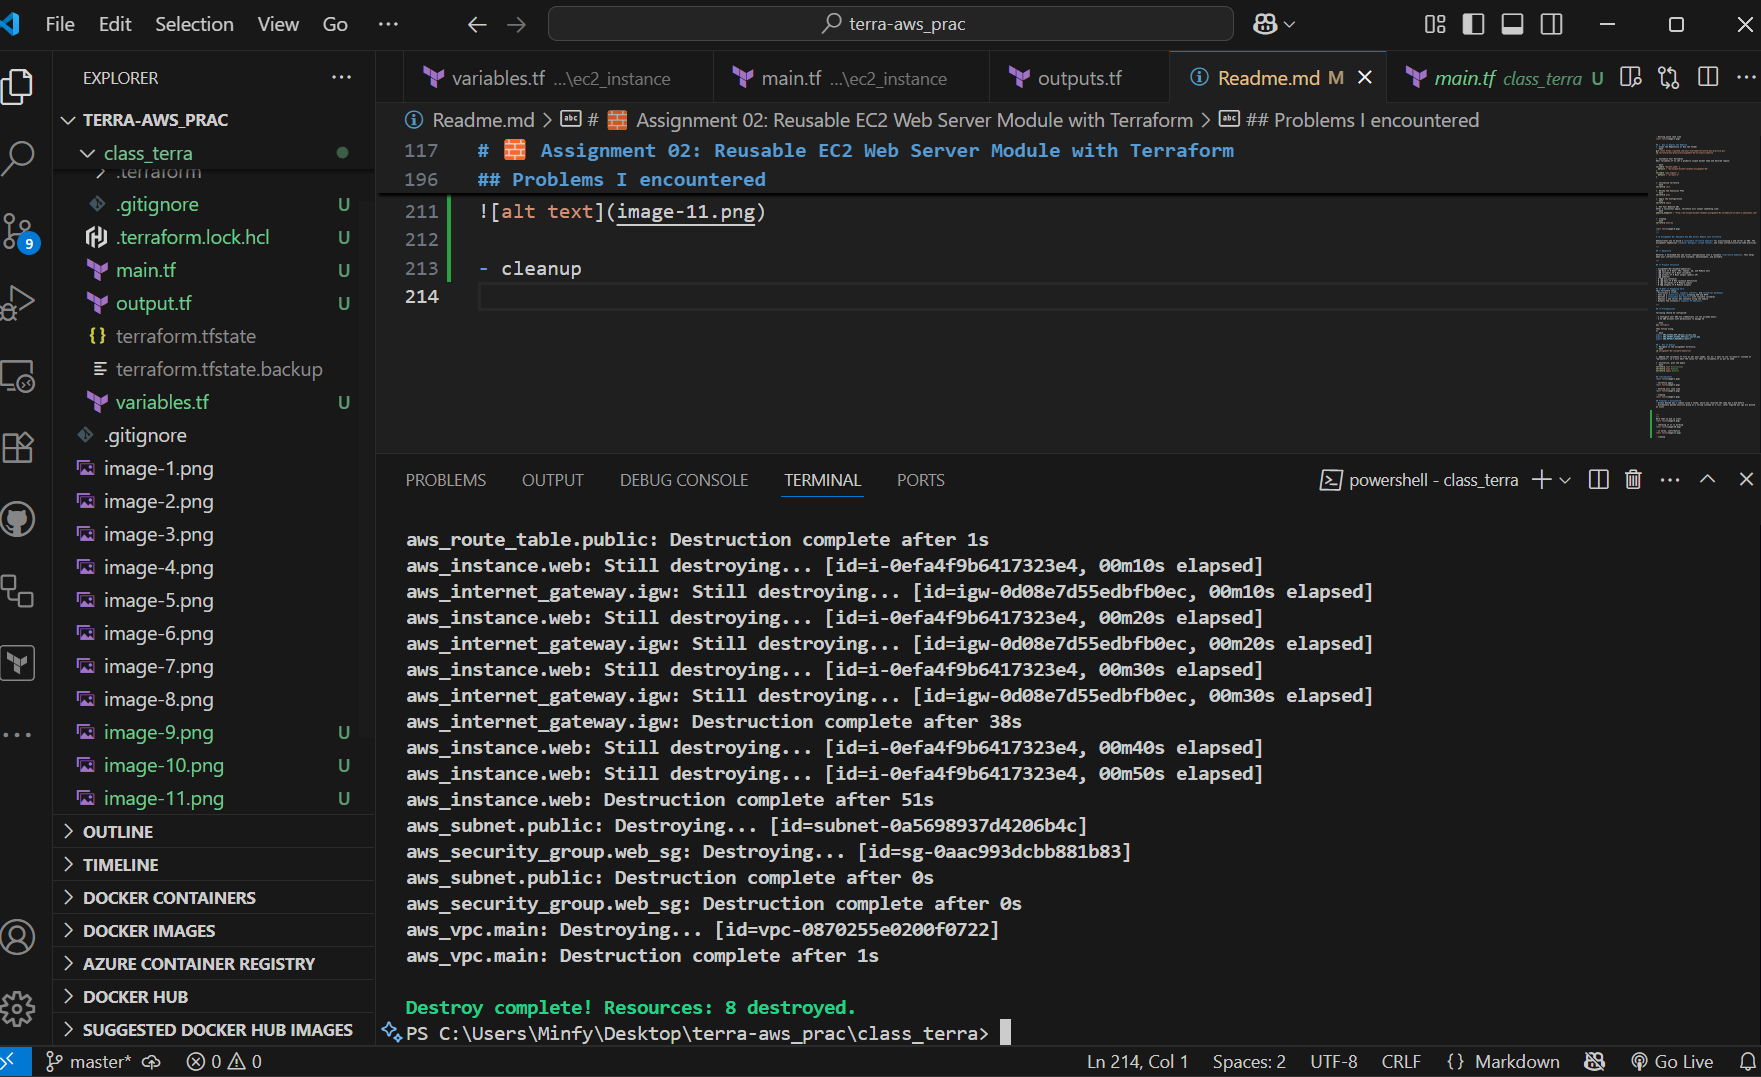 File Edit Selection View Go ··· terra-aws_prac
EXPLORER ···
TERRA-AWS_PRAC
class_terra
.terraform
.gitignore U
.terraform.lock.hcl U
main.tf U
output.tf U
{} terraform.tfstate
terraform.tfstate.backup
variables.tf U
.gitignore
image-1.png
image-2.png
image-3.png
image-4.png
image-5.png
image-6.png
image-7.png
image-8.png
image-9.png U
image-10.png U
image-11.png U
OUTLINE
TIMELINE
DOCKER CONTAINERS
DOCKER IMAGES
AZURE CONTAINER REGISTRY
DOCKER HUB
SUGGESTED DOCKER HUB IMAGES
9
variables.tf ...\ec2_instance main.tf ...\ec2_instance outputs.tf Readme.md M main.tf class_terra U
Readme.md > # 🧱 Assignment 02: Reusable EC2 Web Server Module with Terraform > ## Problems I encountered
117 # 🧱 Assignment 02: Reusable EC2 Web Server Module with Terraform
196 ## Problems I encountered
211 ![alt text](image-11.png)
212
213 - cleanup
214
PROBLEMS OUTPUT DEBUG CONSOLE TERMINAL PORTS powershell - class_terra
aws_route_table.public: Destruction complete after 1s
aws_instance.web: Still destroying... [id=i-0efa4f9b6417323e4, 00m10s elapsed]
aws_internet_gateway.igw: Still destroying... [id=igw-0d08e7d55edbfb0ec, 00m10s elapsed]
aws_instance.web: Still destroying... [id=i-0efa4f9b6417323e4, 00m20s elapsed]
aws_internet_gateway.igw: Still destroying... [id=igw-0d08e7d55edbfb0ec, 00m20s elapsed]
aws_instance.web: Still destroying... [id=i-0efa4f9b6417323e4, 00m30s elapsed]
aws_internet_gateway.igw: Still destroying... [id=igw-0d08e7d55edbfb0ec, 00m30s elapsed]
aws_internet_gateway.igw: Destruction complete after 38s
aws_instance.web: Still destroying... [id=i-0efa4f9b6417323e4, 00m40s elapsed]
aws_instance.web: Still destroying... [id=i-0efa4f9b6417323e4, 00m50s elapsed]
aws_instance.web: Destruction complete after 51s
aws_subnet.public: Destroying... [id=subnet-0a5698937d4206b4c]
aws_security_group.web_sg: Destroying... [id=sg-0aac993dcbb881b83]
aws_subnet.public: Destruction complete after 0s
aws_security_group.web_sg: Destruction complete after 0s
aws_vpc.main: Destroying... [id=vpc-0870255e0200f0722]
aws_vpc.main: Destruction complete after 1s
Destroy complete! Resources: 8 destroyed.
PS C:\Users\Minfy\Desktop\terra-aws_prac\class_terra>
master* 0 0 Ln 214, Col 1 Spaces: 2 UTF-8 CRLF {} Markdown Go Live